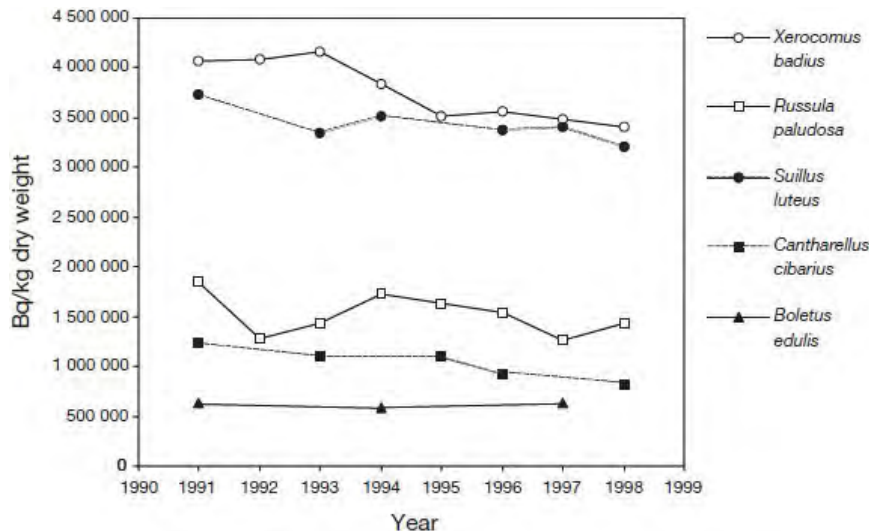 4 500 000
4 000 000
3 500 000
3 000 000
2 500 000
2 000 000
1 500 000
1 000 000
500 000
0
Bq/kg dry weight
1990 1991 1992 1993 1994 1995 1996 1997 1998 1999
Year
Xerocomus
badius
Russula
paludosa
Suillus
luteus
Cantharellus
cibarius
Boletus
edulis